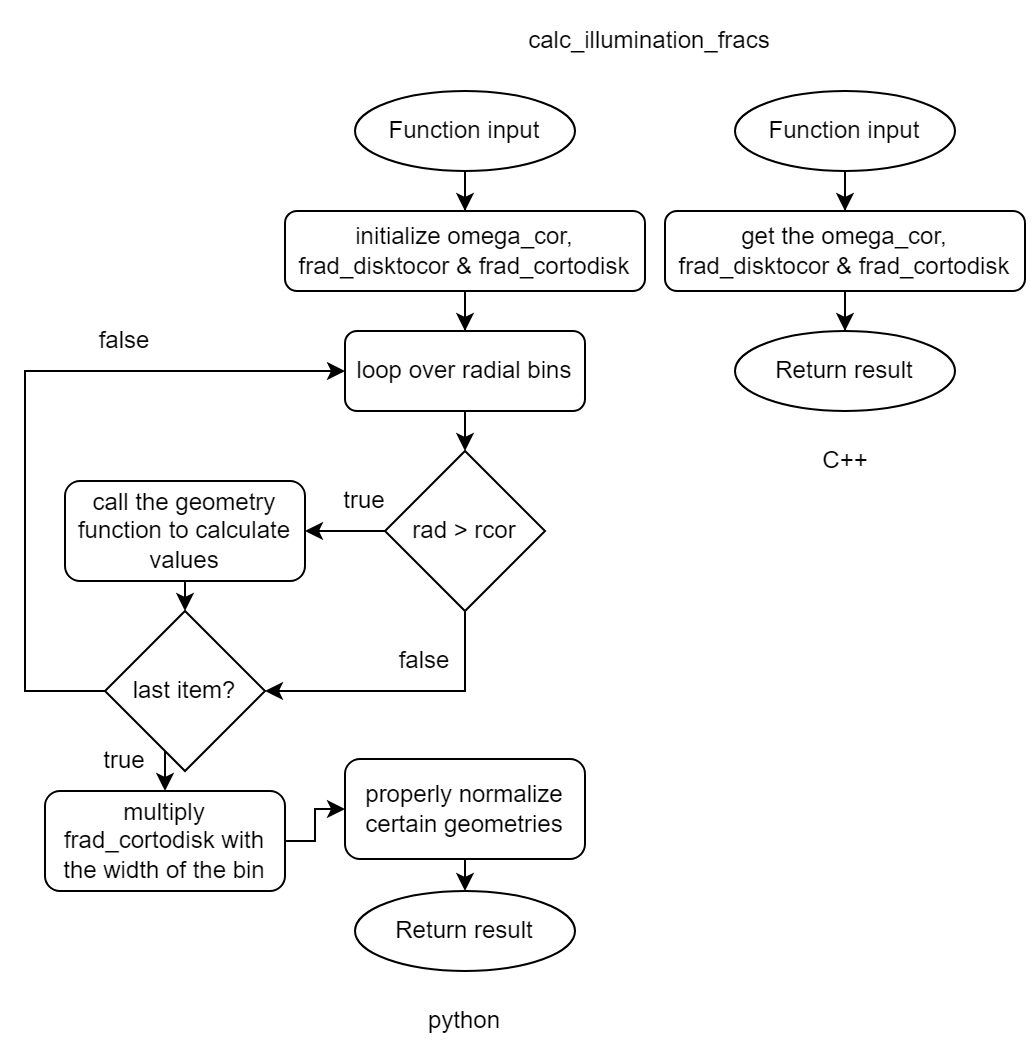 calc_illumination_fracs
Function input
Function input
initialize omega_cor,
frad_disktocor & frad_cortodisk
get the omega_cor,
frad_disktocor & frad_cortodisk
false
loop over radial bins
Return result
C++
call the geometry
function to calculate
values
true
rad > rcor
false
last item?
true
multiply
frad_cortodisk with
the width of the bin
properly normalize
certain geometries
Return result
python